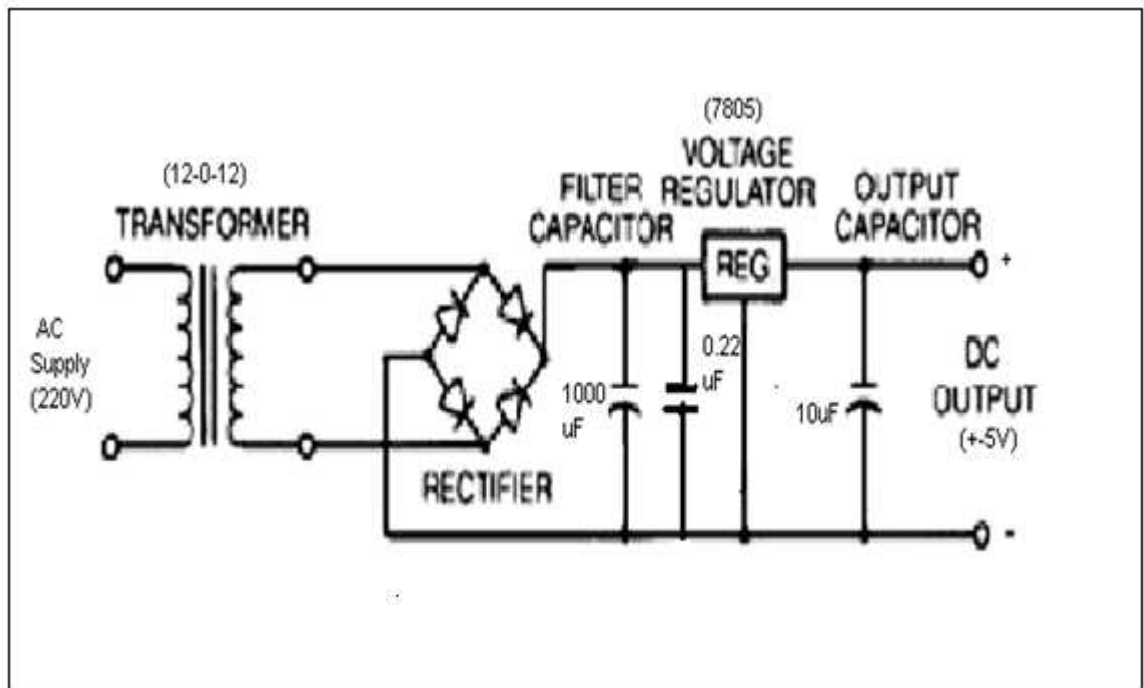 (12-0-12)
TRANSFORMER
AC
Supply
(220V)
RECTIFIER
FILTER
CAPACITOR
1000
uF
0.22
uF
(7805)
VOLTAGE
REGULATOR
REG
OUTPUT
CAPACITOR
10uF
+
DC
OUTPUT
(+-5V)
-